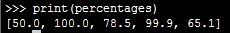 >>> print(percentages)
[50.0, 100.0, 78.5, 99.9, 65.1]